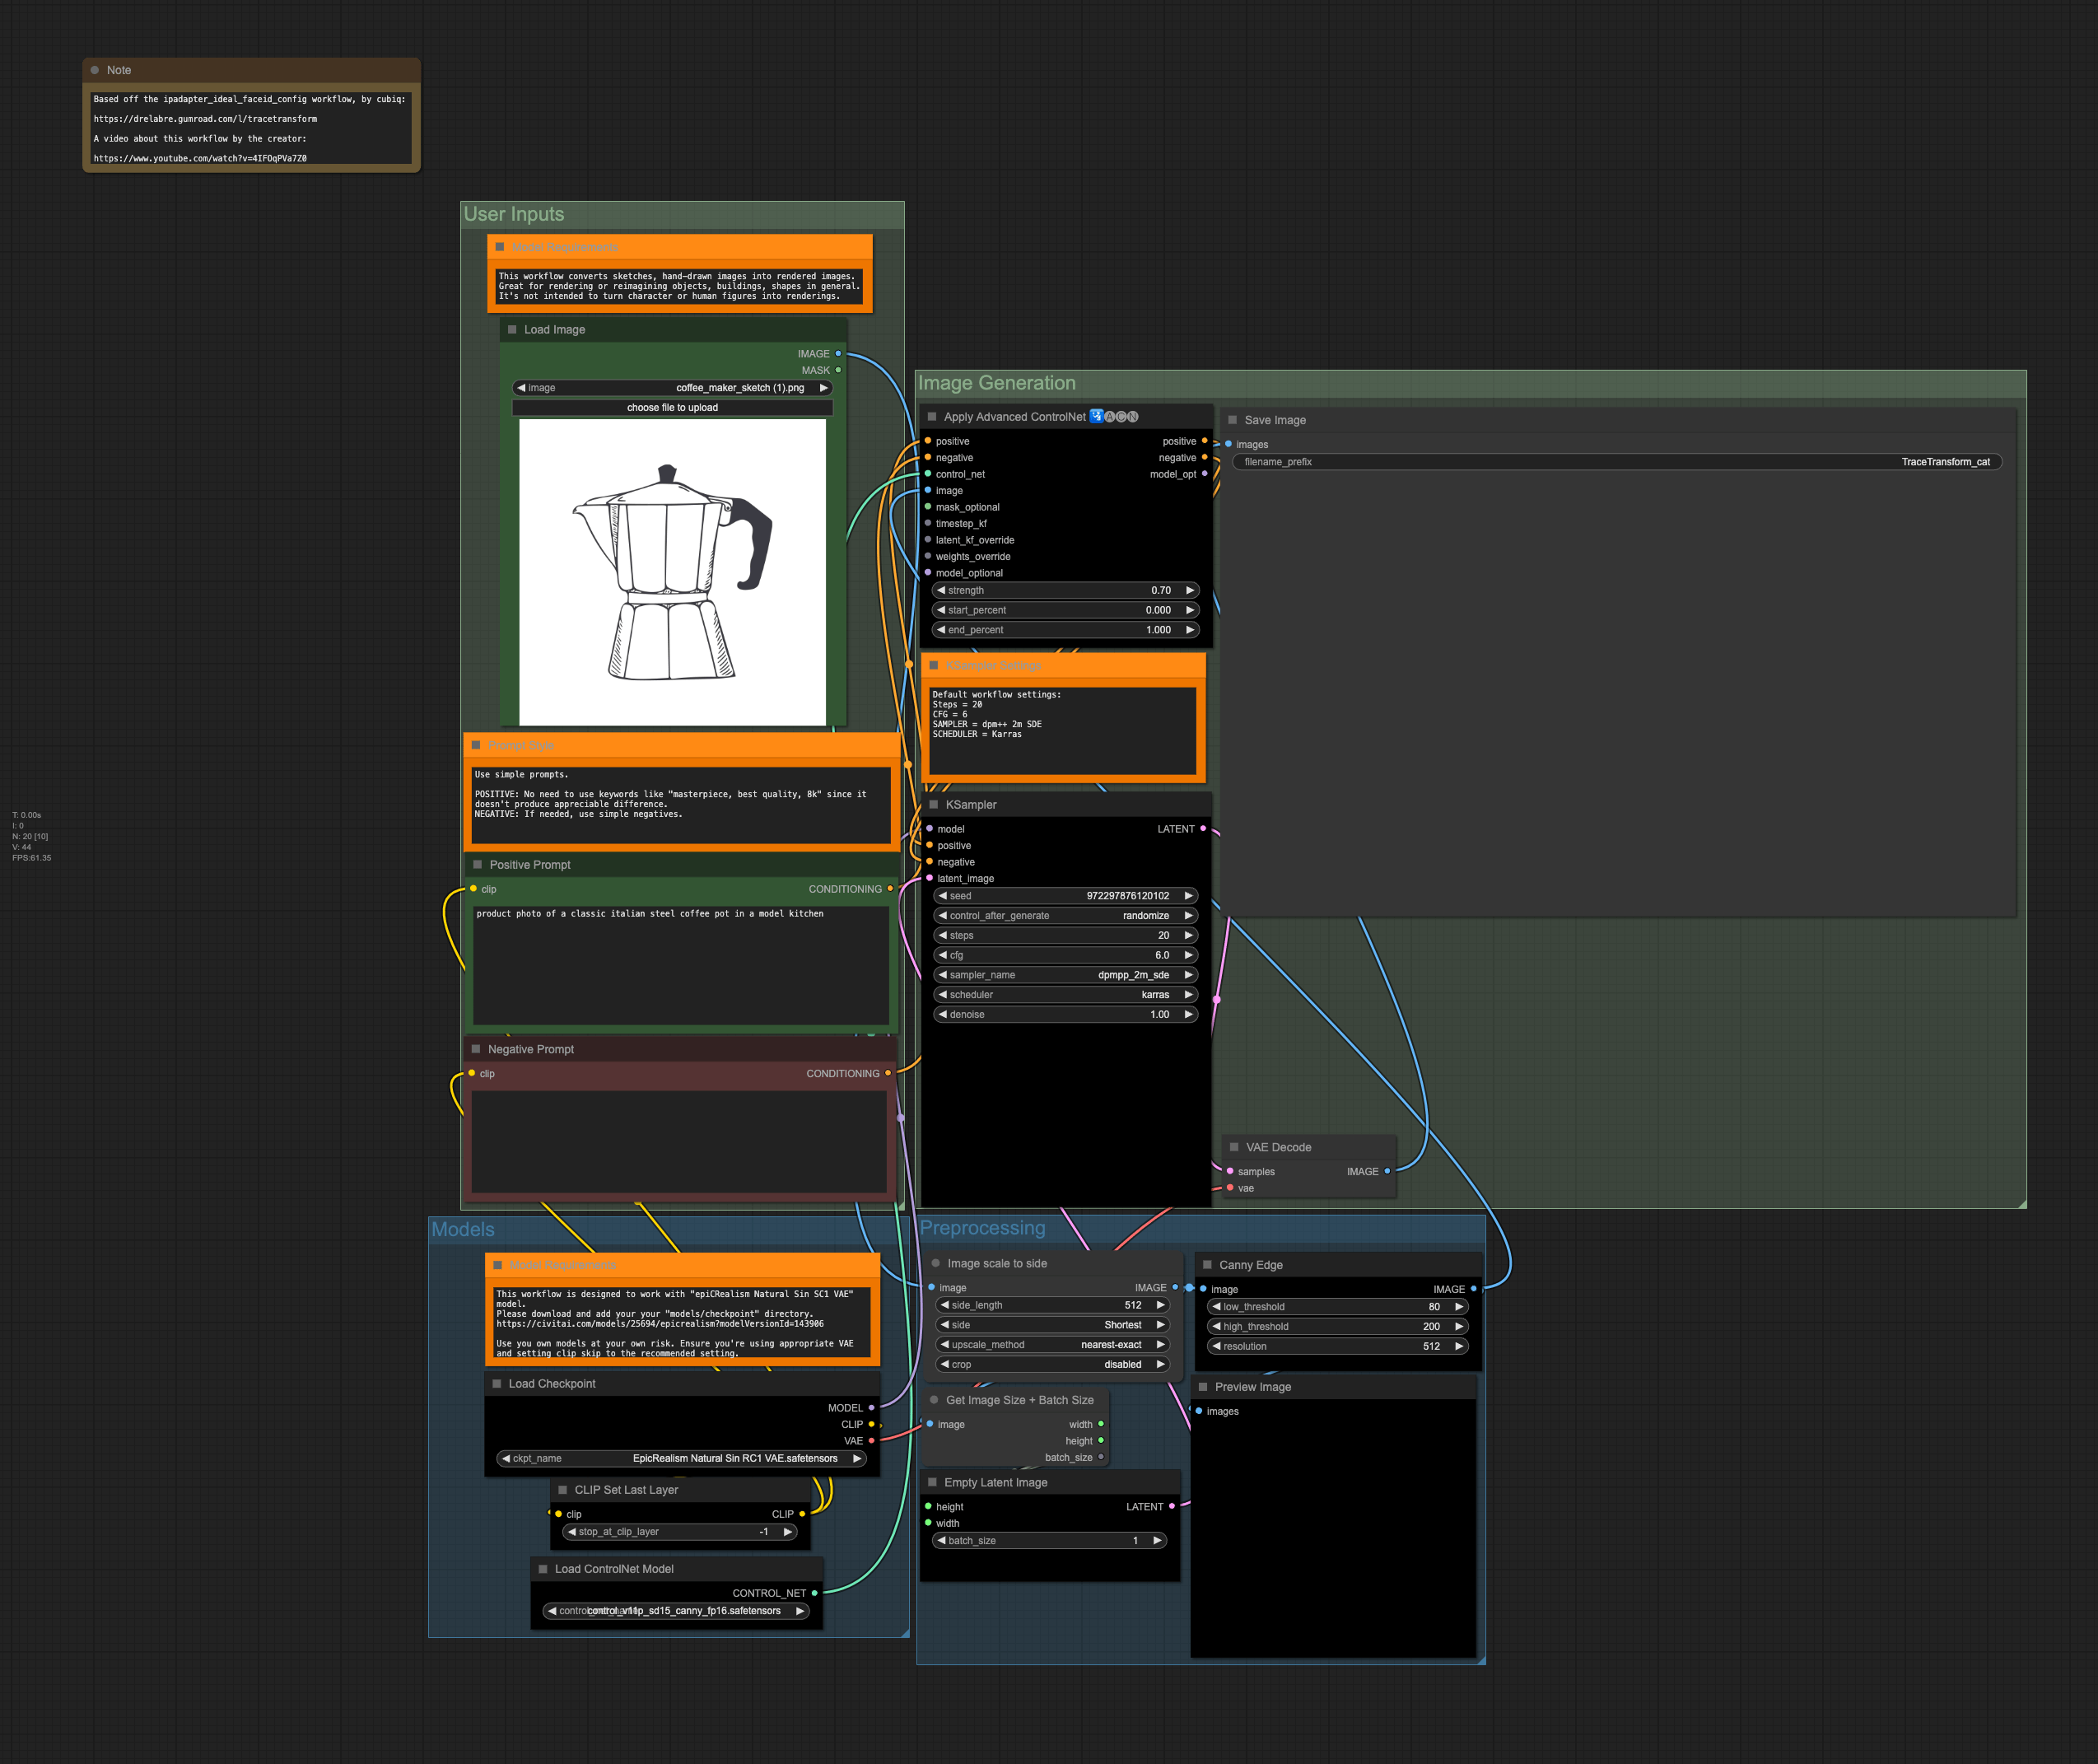 Note
Based off the ipadapter_ideal_faceid_config workflow, by cubiq:
https://drelabre.gumroad.com/l/tracetransform
A video about this workflow by the creator:
https://www.youtube.com/watch?v=4IFOqPVa7Z0
User Inputs
Model Requirements
This workflow converts sketches, hand-drawn images into rendered images.
Great for rendering or reimagining objects, buildings, shapes in general.
It's not intended to turn character or human figures into renderings.
Load Image
IMAGE
MASK
image coffee_maker_sketch (1).png
choose file to upload
Prompt Style
Use simple prompts.
POSITIVE: No need to use keywords like "masterpiece, best quality, 8k" since it
doesn't produce appreciable difference.
NEGATIVE: If needed, use simple negatives.
Positive Prompt
clip CONDITIONING
product photo of a classic italian steel coffee pot in a model kitchen
Negative Prompt
clip CONDITIONING
T: 0.00s
I: 0
N: 20 [10]
V: 44
FPS:61.35
Image Generation
Apply Advanced ControlNet 🛂🅐🅒🅝
positive positive
negative negative
control_net model_opt
image
mask_optional
timestep_kf
latent_kf_override
weights_override
model_optional
strength 0.70
start_percent 0.000
end_percent 1.000
KSampler Settings
Default workflow settings:
Steps = 20
CFG = 6
SAMPLER = dpm++ 2m SDE
SCHEDULER = Karras
KSampler
model LATENT
positive
negative
latent_image
seed 972297876120102
control_after_generate randomize
steps 20
cfg 6.0
sampler_name dpmpp_2m_sde
scheduler karras
denoise 1.00
Save Image
images
filename_prefix TraceTransform_cat
VAE Decode
samples IMAGE
vae
Models
Model Requirements
This workflow is designed to work with "epiCRealism Natural Sin SC1 VAE"
model.
Please download and add your your "models/checkpoint" directory.
https://civitai.com/models/25694/epicrealism?modelVersionId=143906
Use you own models at your own risk. Ensure you're using appropriate VAE
and setting clip skip to the recommended setting.
Load Checkpoint
MODEL
CLIP
VAE
ckpt_name EpicRealism Natural Sin RC1 VAE.safetensors
CLIP Set Last Layer
clip CLIP
stop_at_clip_layer -1
Load ControlNet Model
CONTROL_NET
control_v11p_sd15_canny_fp16.safetensors
Preprocessing
Image scale to side
image IMAGE
side_length 512
side Shortest
upscale_method nearest-exact
crop disabled
Get Image Size + Batch Size
image width
height
batch_size
Empty Latent Image
height LATENT
width
batch_size 1
Canny Edge
image IMAGE
low_threshold 80
high_threshold 200
resolution 512
Preview Image
images